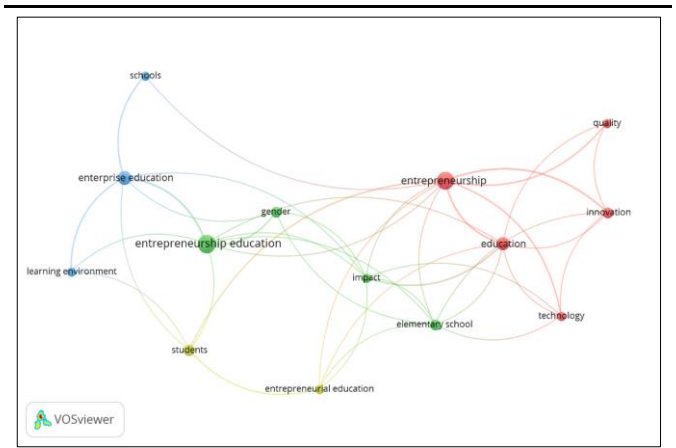 schools
quality
enterprise education
entrepreneurship
gender
innovation
entrepreneurship education
education
learning environment
impact
technology
elementary school
students
entrepreneurial education
VOSviewer